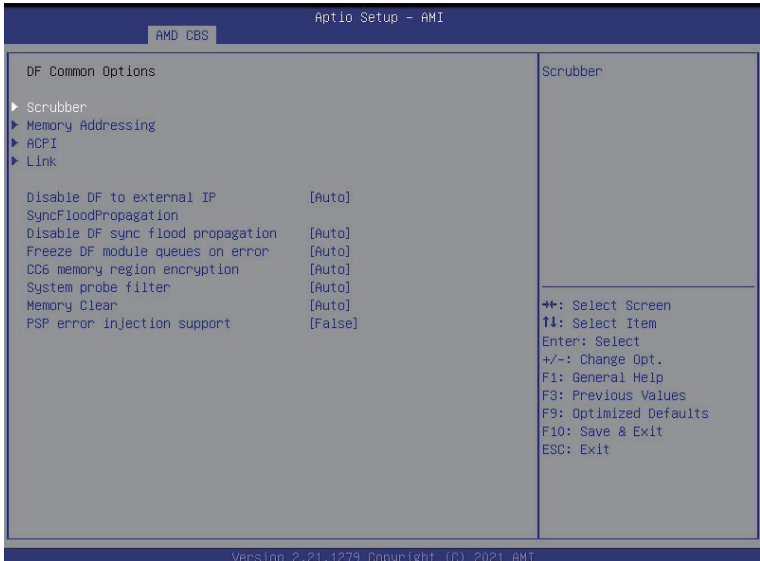 Aptio Setup – AMI
AMD CBS
DF Common Options
Scrubber
Memory Addressing
ACPI
Link
Disable DF to external IP [Auto]
SyncFloodPropagation
Disable DF sync flood propagation [Auto]
Freeze DF module queues on error [Auto]
CC6 memory region encryption [Auto]
System probe filter [Auto]
Memory Clear [Auto]
PSP error injection support [False]
Scrubber
→←: Select Screen
↑↓: Select Item
Enter: Select
+/-: Change Opt.
F1: General Help
F3: Previous Values
F9: Optimized Defaults
F10: Save & Exit
ESC: Exit
Version 2.21.1279 Copyright (C) 2021 AMI